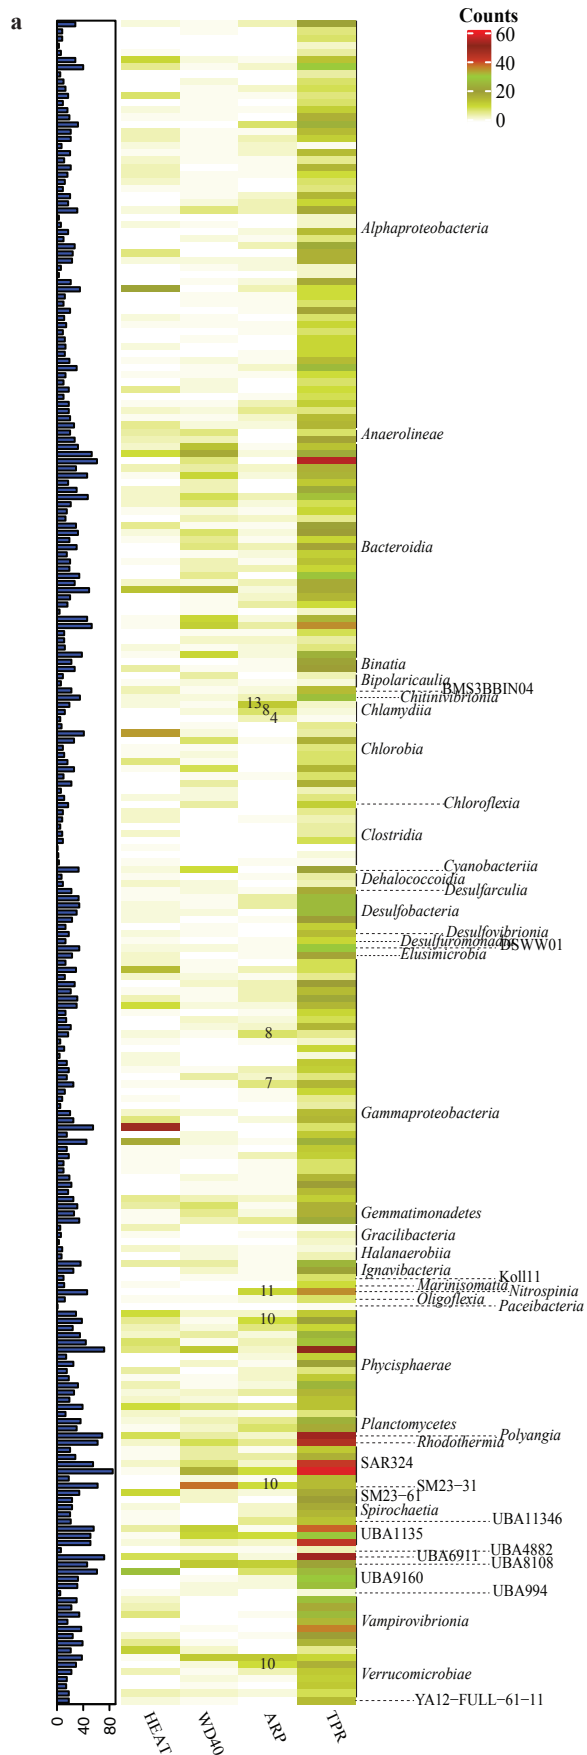 a
Counts
60
40
20
0
Alphaproteobacteria
Anaerolineae
Bacteroidia
Binatia
Bipolaricaulia
BMS3BBIN04
Chitinivibrionia
13
8
Chlamydiia
4
Chlorobia
Chloroflexia
Clostridia
Cyanobacteriia
Dehalococcoidia
Desulfarculia
Desulfobacteria
Desulfovibrionia
Desulfuromonadia
DSWW01
Elusimicrobia
8
7
Gammaproteobacteria
Gemmatimonadetes
Gracilibacteria
Halanaerobiia
Ignavibacteria
Koll11
Marinisomatia
11
Nitrospinia
Oligoflexia
Paceibacteria
10
Phycisphaerae
Planctomycetes
Polyangia
Rhodothermia
SAR324
10
SM23−31
SM23−61
Spirochaetia
UBA11346
UBA1135
UBA4882
UBA6911
UBA8108
UBA9160
UBA994
Vampirovibrionia
10
Verrucomicrobiae
YA12−FULL−61−11
0 40 80
HEAT WD40 ARP TPR